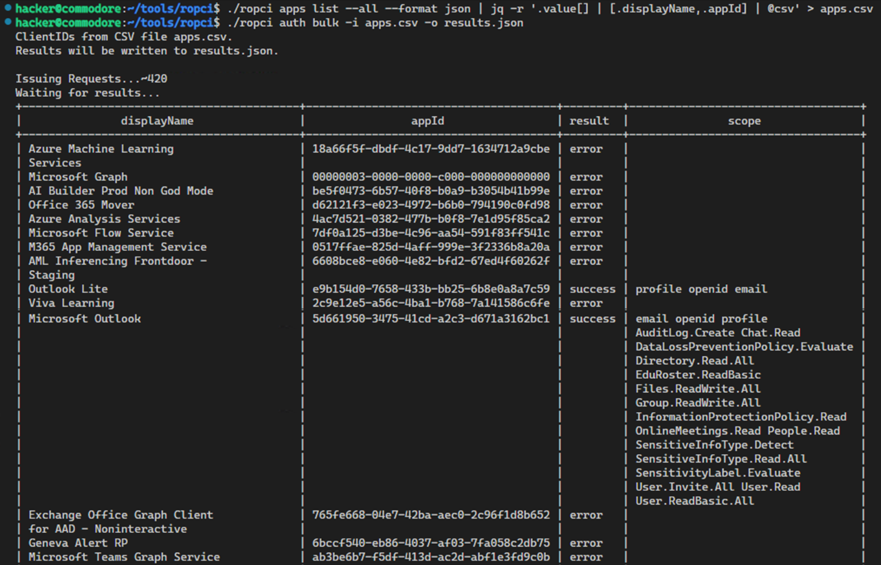 hacker@commodore:~/tools/ropci$ ./ropci apps list --all --format json | jq -r '.value[] | [.displayName,.appId] | @csv' > apps.csv
hacker@commodore:~/tools/ropci$ ./ropci auth bulk -i apps.csv -o results.json
ClientIDs from CSV file apps.csv.
Results will be written to results.json.
Issuing Requests...~420
Waiting for results...
| displayName | appId | result | scope |
| Azure Machine Learning | 18a66f5f-dbdf-4c17-9dd7-1634712a9cbe | error | |
| Services | | | |
| Microsoft Graph | 00000003-0000-0000-c000-000000000000 | error | |
| AI Builder Prod Non God Mode | be5f0473-6b57-40f8-b0a9-b3054b41b99e | error | |
| Office 365 Mover | d62121f3-e023-4972-b6b0-794190c0fd98 | error | |
| Azure Analysis Services | 4ac7d521-0382-477b-b0f8-7e1d95f85ca2 | error | |
| Microsoft Flow Service | 7df0a125-d3be-4c96-aa54-591f83ff541c | error | |
| M365 App Management Service | 0517ffae-825d-4aff-999e-3f2336b8a20a | error | |
| AML Inferencing Frontdoor - | 6608bce8-e060-4e82-bfd2-67ed4f60262f | error | |
| Staging | | | |
| Outlook Lite | e9b154d0-7658-433b-bb25-6b8e0a8a7c59 | success | profile openid email |
| Viva Learning | 2c9e12e5-a56c-4ba1-b768-7a141586c6fe | error | |
| Microsoft Outlook | 5d661950-3475-41cd-a2c3-d671a3162bc1 | success | email openid profile |
| | | | AuditLog.Create Chat.Read |
| | | | DataLossPreventionPolicy.Evaluate |
| | | | Directory.Read.All |
| | | | EduRoster.ReadBasic |
| | | | Files.ReadWrite.All |
| | | | Group.ReadWrite.All |
| | | | InformationProtectionPolicy.Read |
| | | | OnlineMeetings.Read People.Read |
| | | | SensitiveInfoType.Detect |
| | | | SensitiveInfoType.Read.All |
| | | | SensitivityLabel.Evaluate |
| | | | User.Invite.All User.Read |
| | | | User.ReadBasic.All |
| Exchange Office Graph Client | 765fe668-04e7-42ba-aec0-2c96f1d8b652 | error | |
| for AAD - Noninteractive | | | |
| Geneva Alert RP | 6bccf540-eb86-4037-af03-7fa058c2db75 | error | |
| Microsoft Teams Graph Service | ab3be6b7-f5df-413d-ac2d-abf1e3fd9c0b | error | |